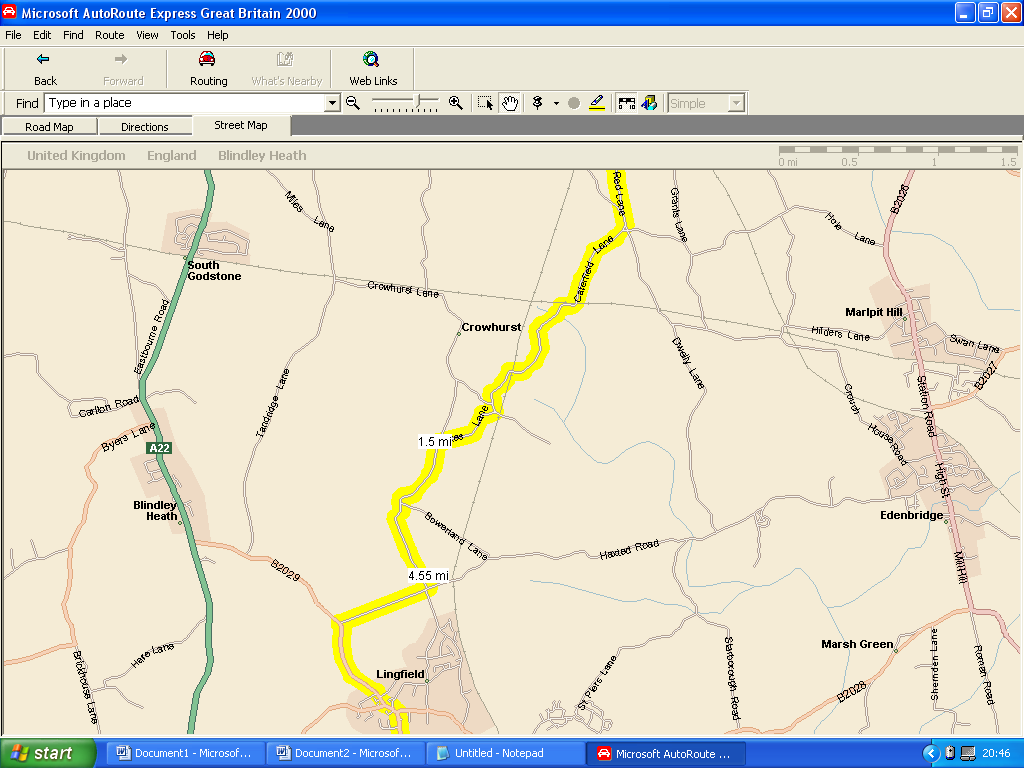 Microsoft AutoRoute Express Great Britain 2000
File Edit Find Route View Tools Help
Back Forward Routing What's Nearby Web Links
Find Type in a place Simple
Road Map Directions Street Map
United Kingdom England Blindley Heath
0 mi 0.5 1 1.5
Red Lane
Grants Lane
B2026
Miles Lane
Hole Lane
Caterfield Lane
South
Godstone
Crowhurst Lane
Eastbourne Road
Crowhurst
Marlpit Hill
Hilders Lane
Swan Lane
Dwelly Lane
B2027
Tandridge Lane
Station Road
Crouch House Road
Carlton Road
Lane
Byers Lane
A22
1.5 mi
High St
Blindley
Heath
Edenbridge
Bowerland Lane
Haxted Road
Mill Hill
B2029
4.55 mi
Hare Lane
Marsh Green
Brickhouse Lane
Lingfield
St Piers Lane
Starborough Road
Shernden Lane
Roman Road
B2028
start Document1 - Microsof... Document2 - Microsof... Untitled - Notepad Microsoft AutoRoute ... 20:46